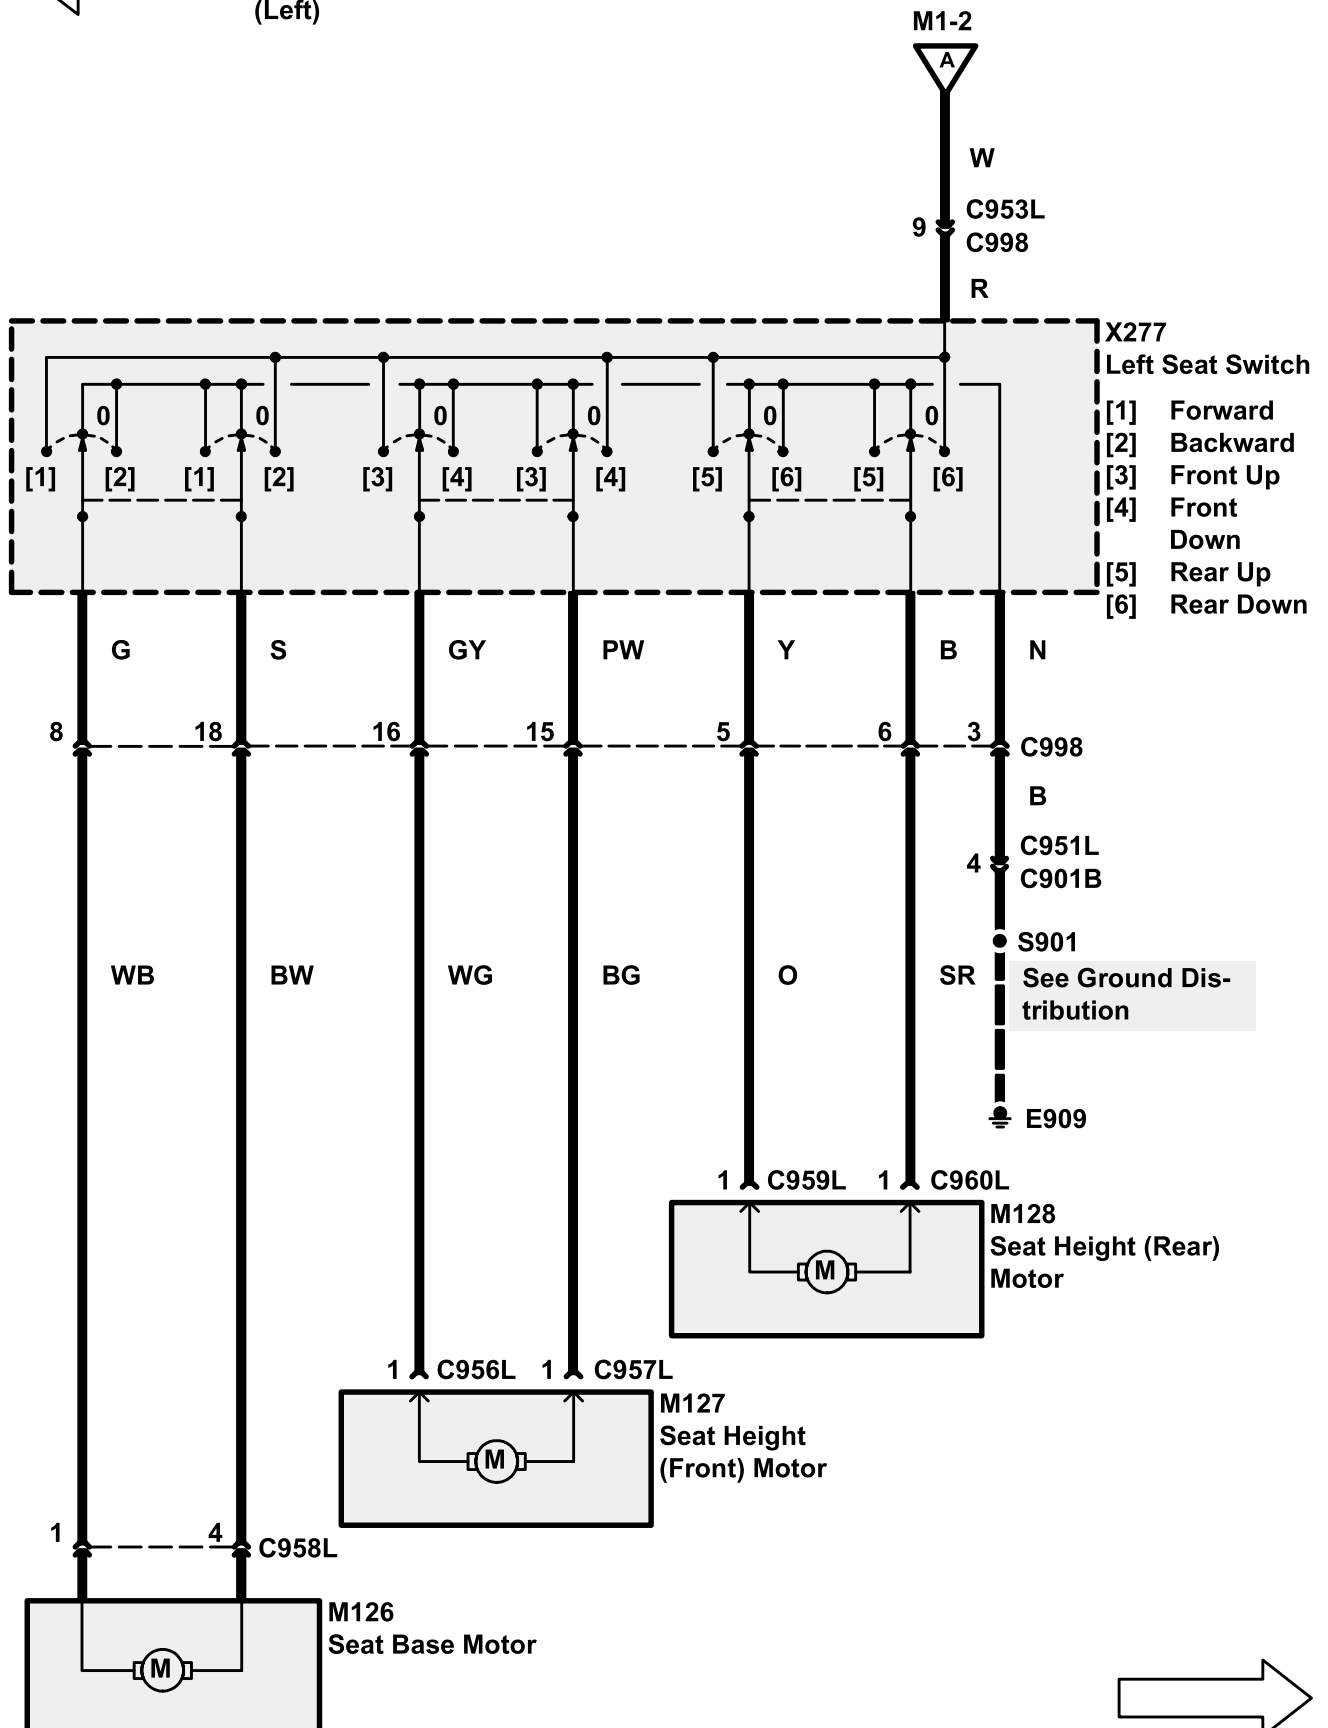 (Left)
M1-2
A
W
9
C953L
C998
R
X277
Left Seat Switch
[1] Forward
[2] Backward
[3] Front Up
[4] Front
Down
[5] Rear Up
[6] Rear Down
0 0 0 0 0 0
[1] [2] [1] [2] [3] [4] [3] [4] [5] [6] [5] [6]
G S GY PW Y B N
8 18 16 15 5 6 3 C998
B
4
C951L
C901B
S901
WB BW WG BG O SR
See Ground Dis-
tribution
E909
1 C959L 1 C960L
M128
Seat Height (Rear)
Motor
M
1 C956L 1 C957L
M127
Seat Height
(Front) Motor
M
1 4 C958L
M126
Seat Base Motor
M